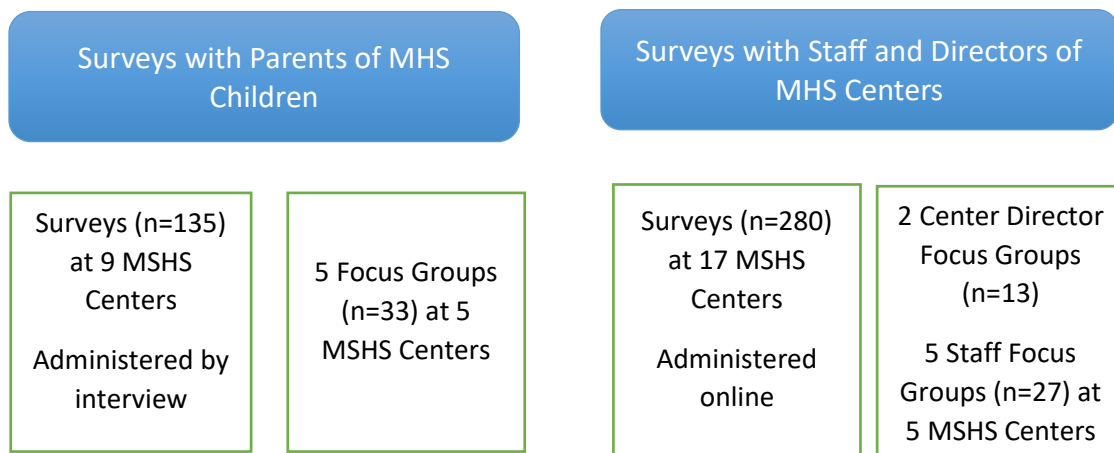 Surveys with Parents of MHS
Children
Surveys with Staff and Directors of
MHS Centers
Surveys (n=135)
at 9 MSHS
Centers
Administered by
interview
5 Focus Groups
(n=33) at 5
MSHS Centers
Surveys (n=280)
at 17 MSHS
Centers
Administered
online
2 Center Director
Focus Groups
(n=13)
5 Staff Focus
Groups (n=27) at
5 MSHS Centers